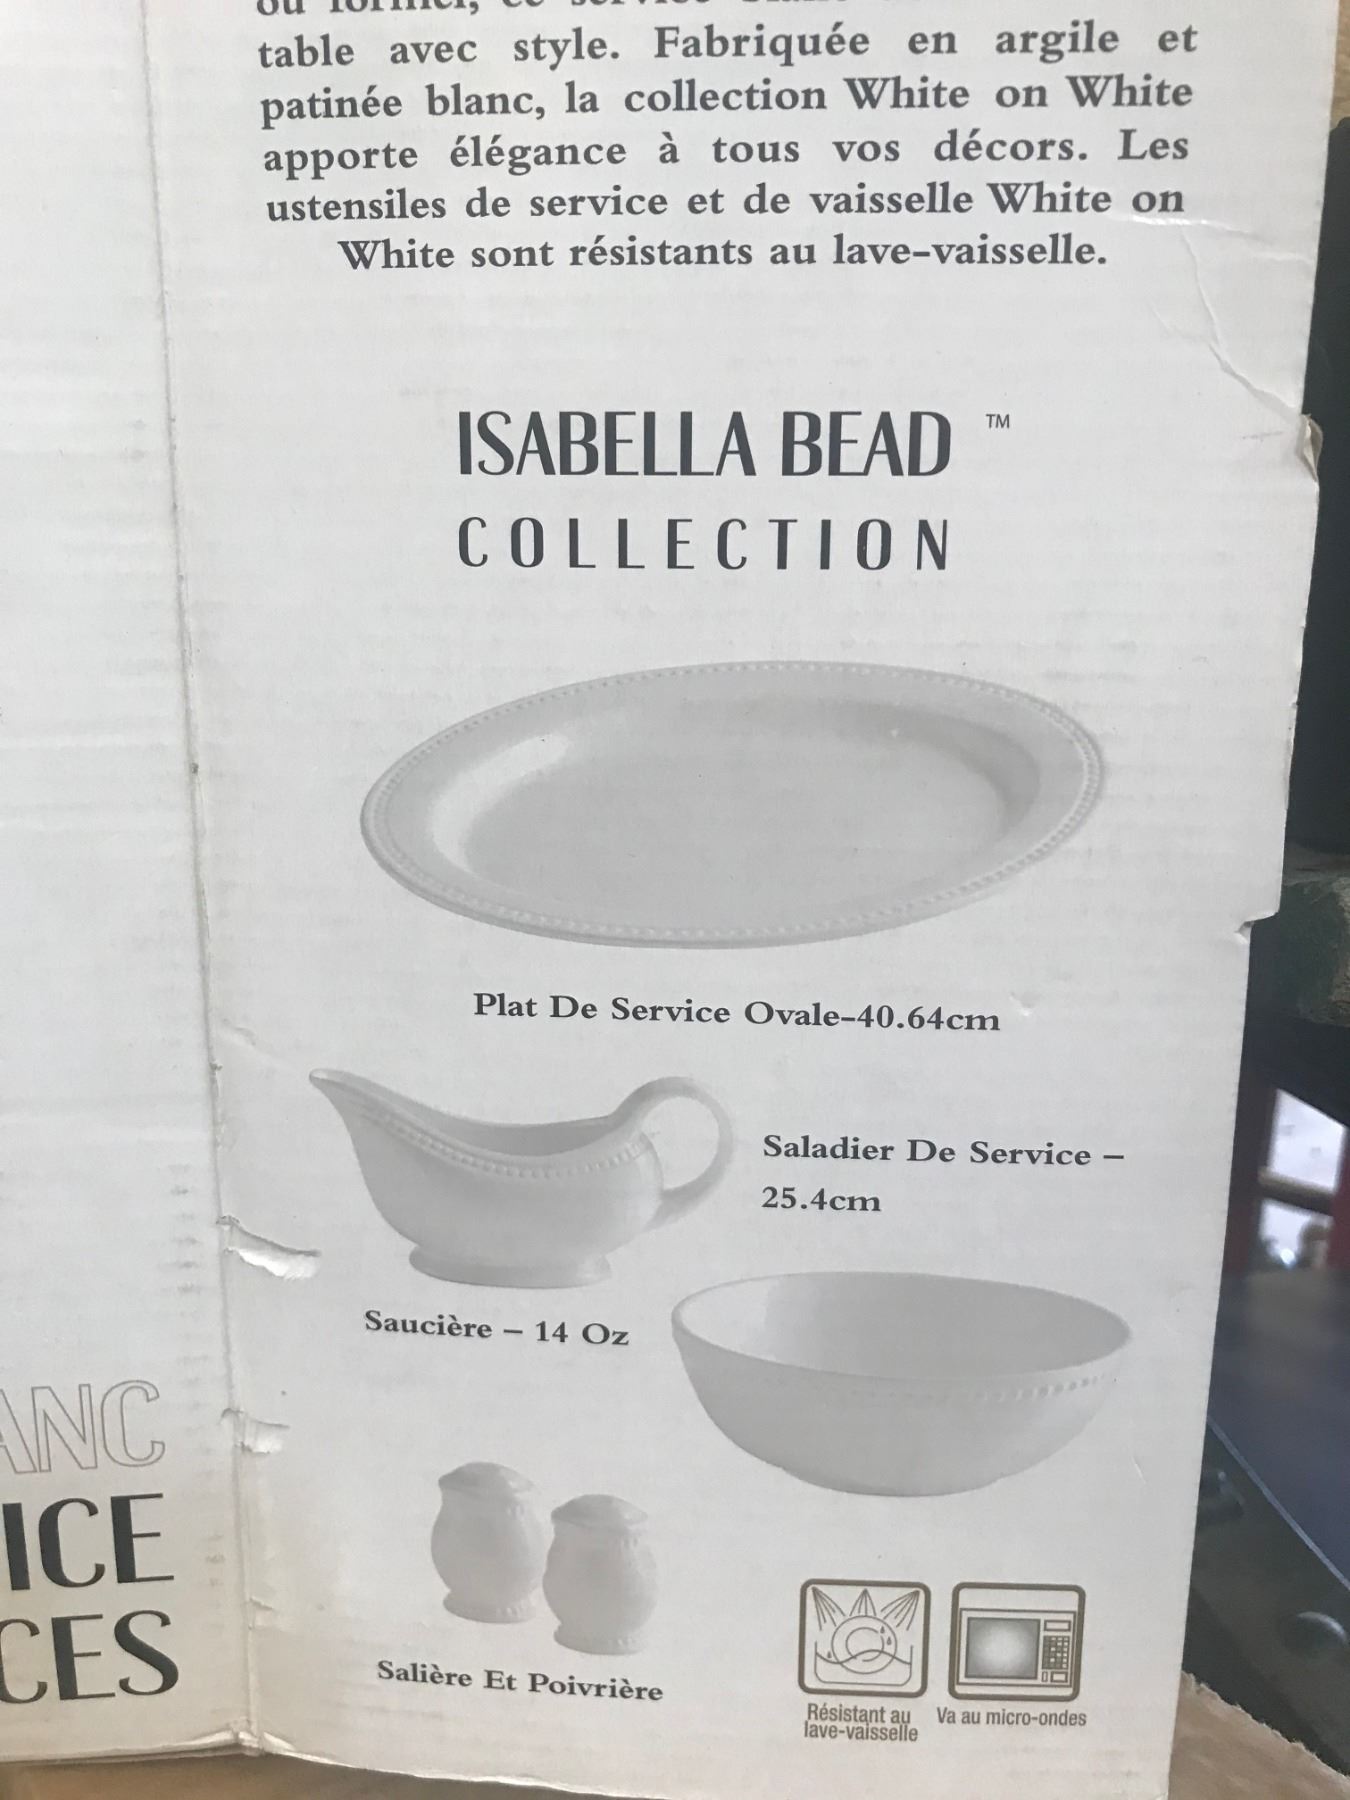 table avec style. Fabriquée en argile et
patinée blanc, la collection White on White
apporte élégance à tous vos décors. Les
ustensiles de service et de vaisselle White on
White sont résistants au lave-vaisselle.
ISABELLA BEAD ™
COLLECTION
Plat De Service Ovale-40.64cm
Saladier De Service –
25.4cm
Saucière – 14 Oz
Salière Et Poivrière
Résistant au
lave-vaisselle
Va au micro-ondes
ANC
ICE
CES